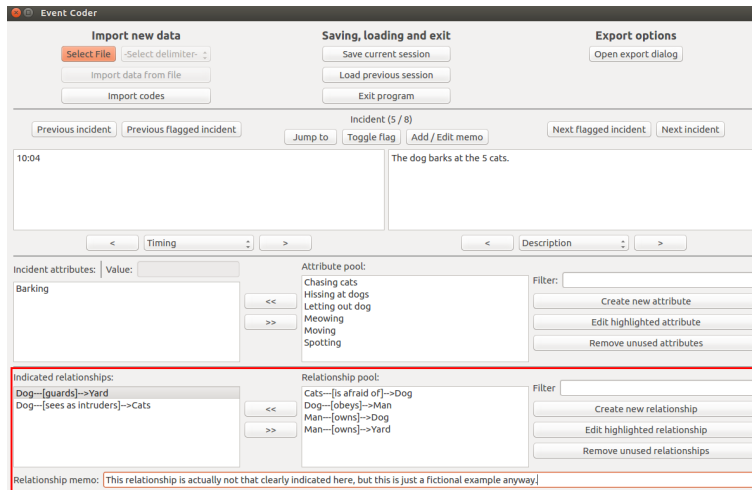 Event Coder
Import new data
Saving, loading and exit
Export options
Select File
-Select delimiter-
Save current session
Open export dialog
Import data from file
Load previous session
Import codes
Exit program
Incident (5 / 8)
Previous incident
Previous flagged incident
Jump to
Toggle flag
Add / Edit memo
Next flagged incident
Next incident
10:04
The dog barks at the 5 cats.
<
Timing
>
<
Description
>
Incident attributes:
Value:
Barking
<<
>>
Attribute pool:
Chasing cats
Hissing at dogs
Letting out dog
Meowing
Moving
Spotting
Filter:
Create new attribute
Edit highlighted attribute
Remove unused attributes
Indicated relationships:
Dog---[guards]-->Yard
Dog---[sees as intruders]-->Cats
<<
>>
Relationship pool:
Cats---[is afraid of]-->Dog
Dog---[obeys]-->Man
Man---[owns]-->Dog
Man---[owns]-->Yard
Filter
Create new relationship
Edit highlighted relationship
Remove unused relationships
Relationship memo:
This relationship is actually not that clearly indicated here, but this is just a fictional example anyway.